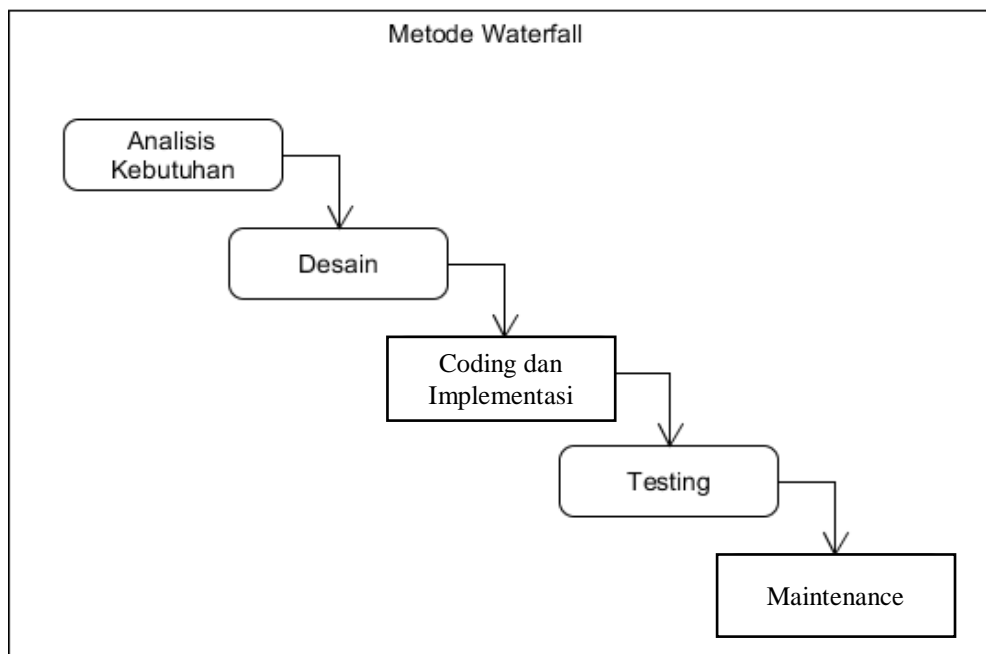 Metode Waterfall
Analisis
Kebutuhan
Desain
Coding dan
Implementasi
Testing
Maintenance